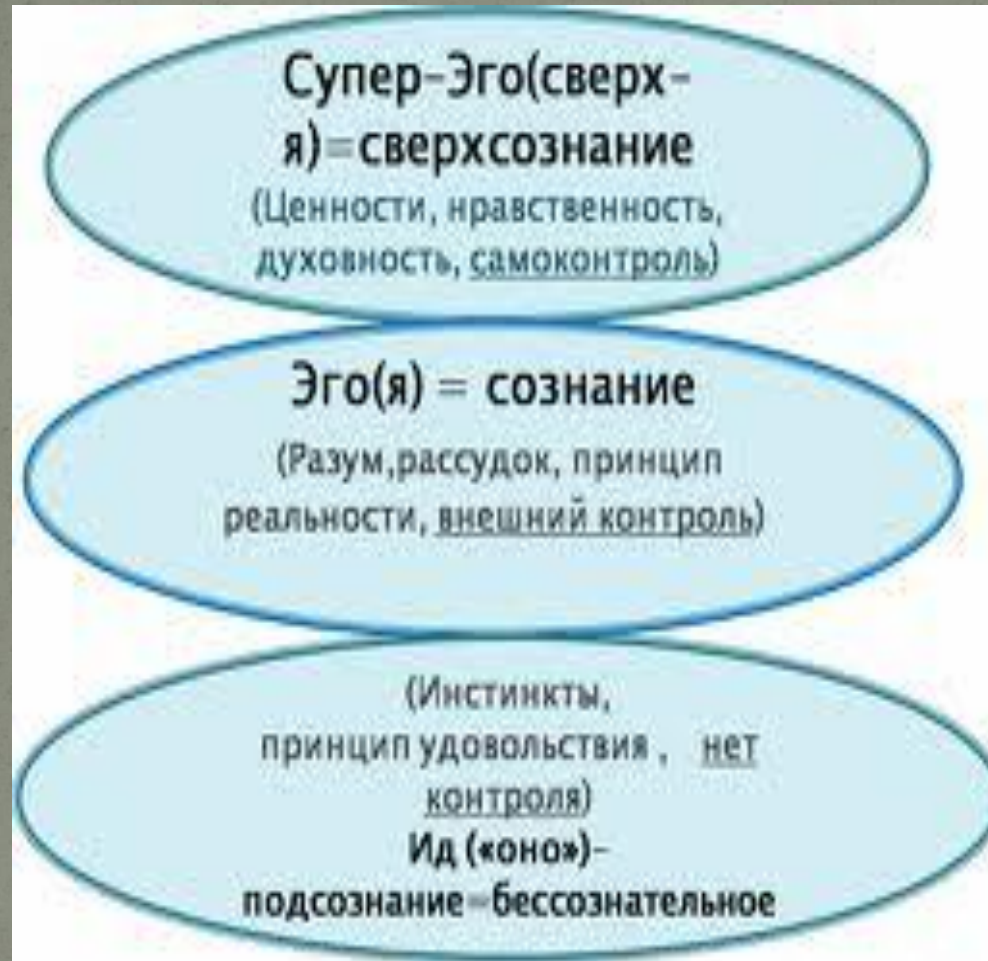 Супер-Эго(сверх-
я)=сверхсознание
(Ценности, нравственность,
духовность, самоконтроль)
Эго(я) = сознание
(Разум,рассудок, принцип
реальности, внешний контроль)
(Инстинкты,
принцип удовольствия , нет
контроля)
Ид («оно»)–
подсознание=бессознательное